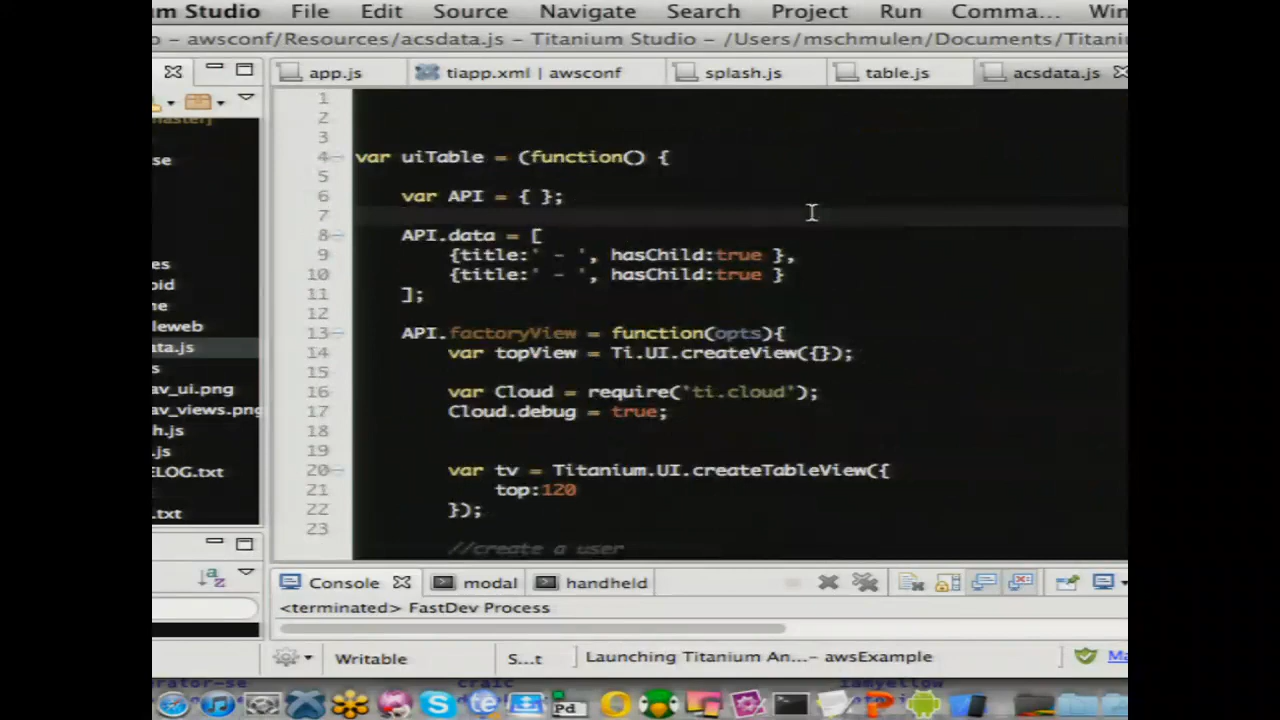 um Studio File Edit Source Navigate Search Project Run Comma... Win
o - awsconf/Resources/acsdata.js - Titanium Studio - /Users/mschmulen/Documents/Titani
app.js tiapp.xml | awsconf splash.js table.js acsdata.js
se
es
oid
ne
leweb
ata.js
s
av_ui.png
av_views.png
h.js
.js
ELOG.txt
.txt
1
2
3
4 var uiTable = (function() {
5
6 var API = { };
7
8 API.data = [
9 {title:' - ', hasChild:true },
10 {title:' - ', hasChild:true }
11 ];
12
13 API.factoryView = function(opts){
14 var topView = Ti.UI.createView({});
15
16 var Cloud = require('ti.cloud');
17 Cloud.debug = true;
18
19
20 var tv = Titanium.UI.createTableView({
21 top:120
22 });
23
//create a user
Console modal handheld
<terminated> FastDev Process
Writable S...t Launching Titanium An...- awsExample Ma
Pd